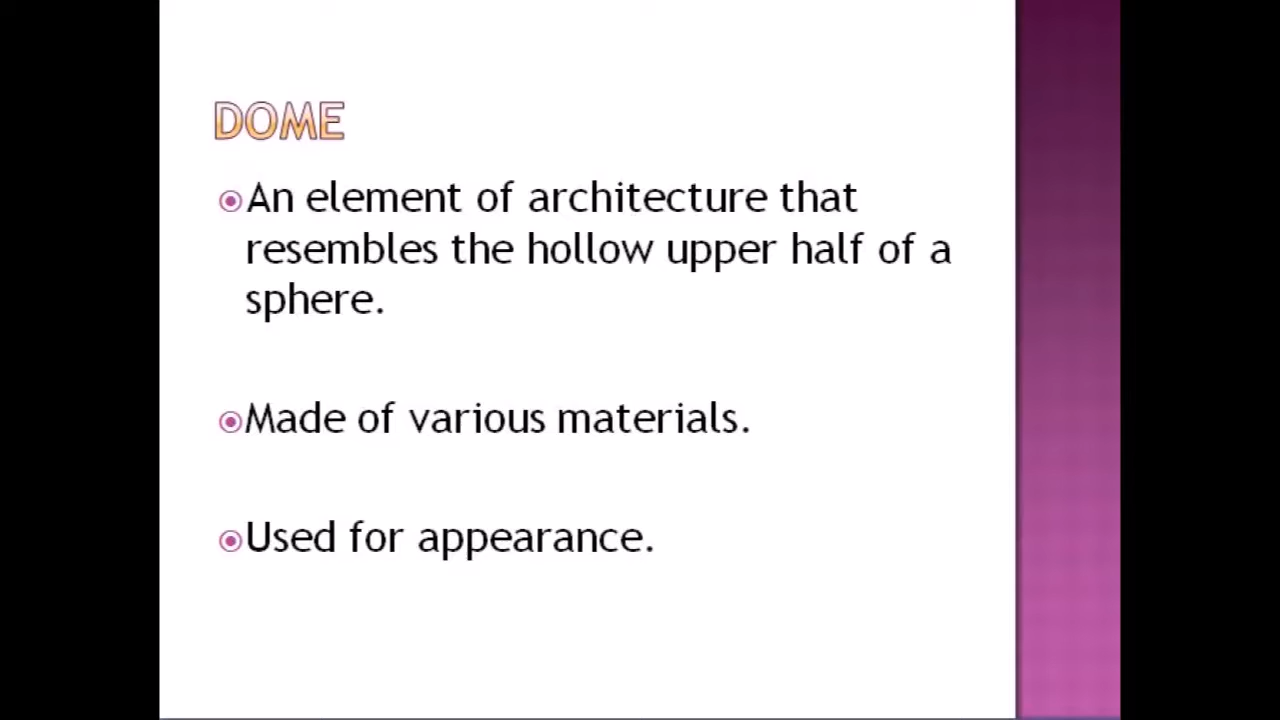 DOME
An element of architecture that
resembles the hollow upper half of a
sphere.
Made of various materials.
Used for appearance.